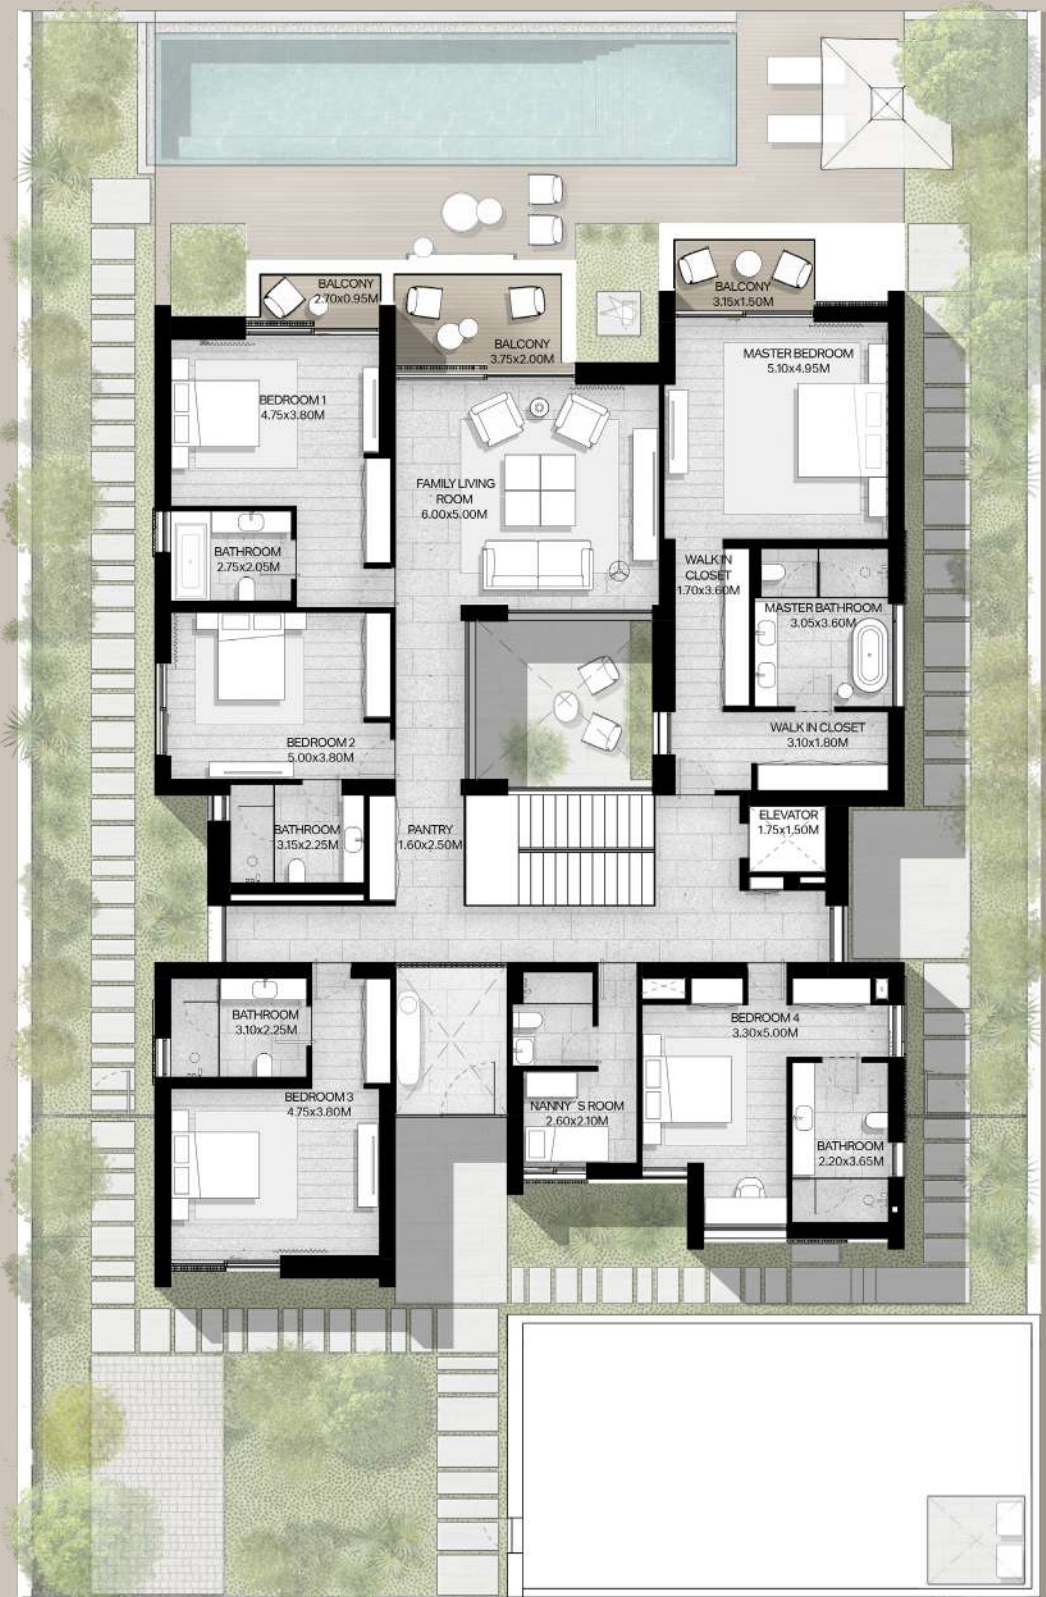 BALCONY
2.70x0.95M
BALCONY
3.15x1.50M
BALCONY
3.75x2.00M
MASTER BEDROOM
5.10x4.95M
BEDROOM 1
4.75x3.80M
FAMILY LIVING
ROOM
6.00x5.00M
BATHROOM
2.75x2.05M
WALK IN
CLOSET
1.70x3.60M
MASTER BATHROOM
3.05x3.60M
BEDROOM 2
5.00x3.80M
WALK IN CLOSET
3.10x1.80M
BATHROOM
3.15x2.25M
PANTRY
1.60x2.50M
ELEVATOR
1.75x1.50M
BATHROOM
3.10x2.25M
BEDROOM 4
3.30x5.00M
BEDROOM 3
4.75x3.80M
NANNY´S ROOM
2.60x2.10M
BATHROOM
2.20x3.65M